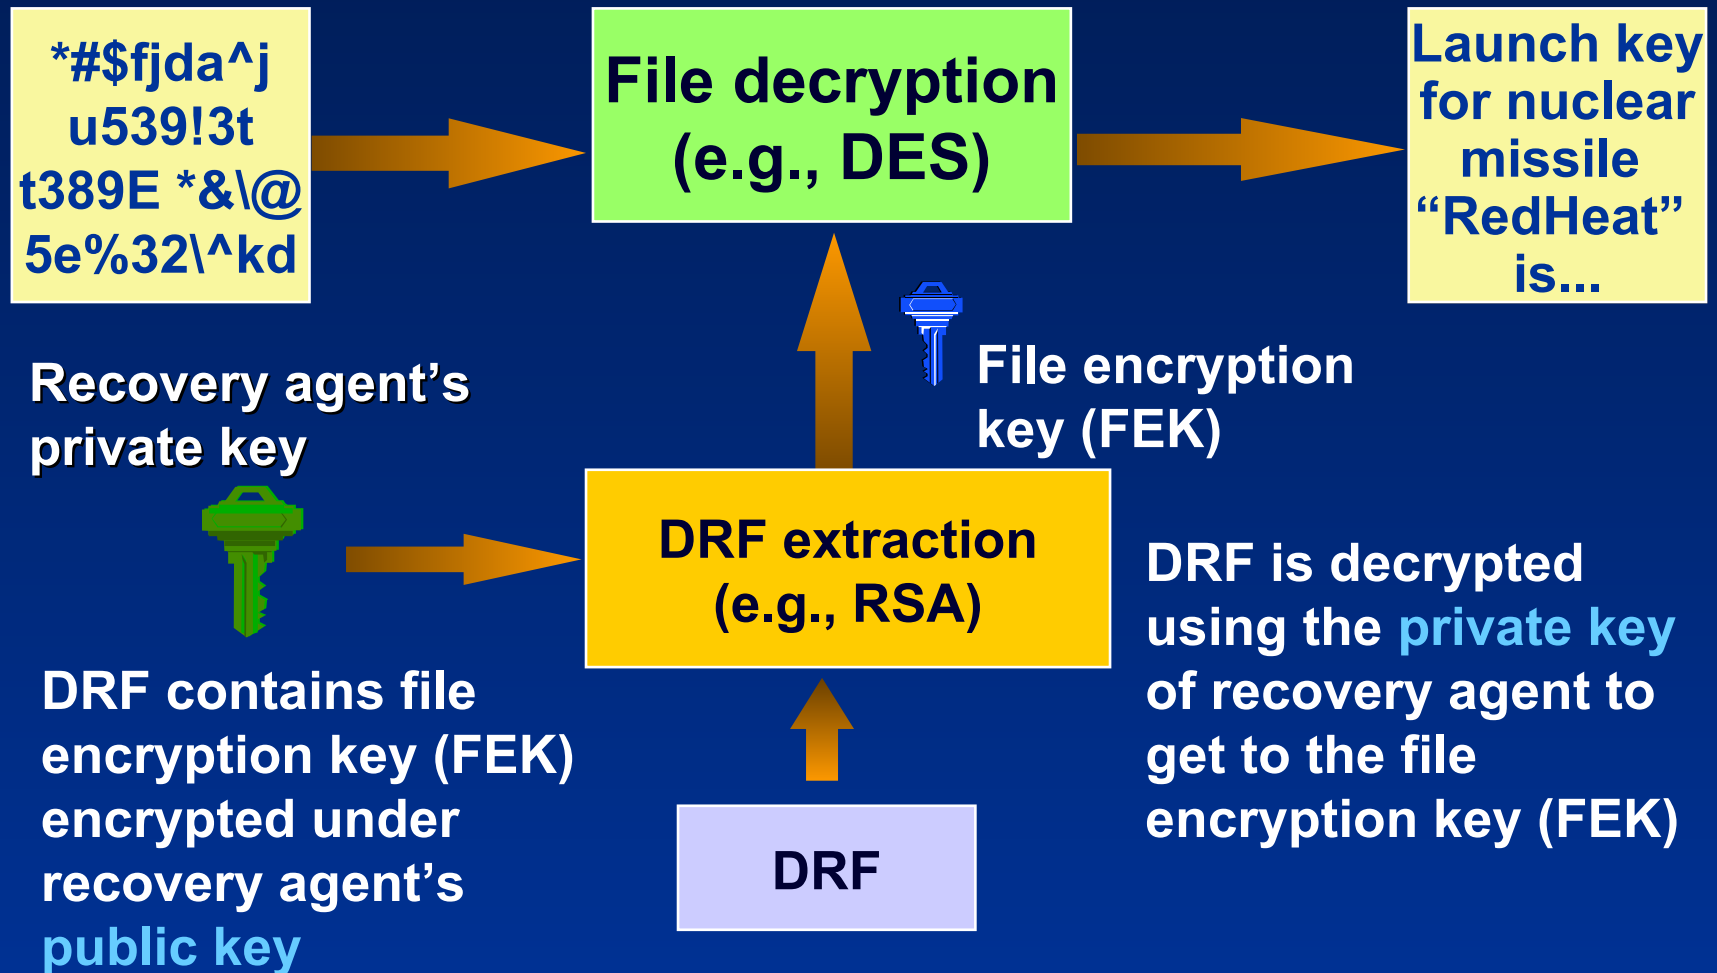 *#$fjda^j
u539!3t
t389E *&\@
5e%32\^kd
File decryption
(e.g., DES)
Launch key
for nuclear
missile
“RedHeat”
is...
Recovery agent’s
private key
File encryption
key (FEK)
DRF extraction
(e.g., RSA)
DRF is decrypted
using the private key
of recovery agent to
get to the file
encryption key (FEK)
DRF contains file
encryption key (FEK)
encrypted under
recovery agent’s
public key
DRF